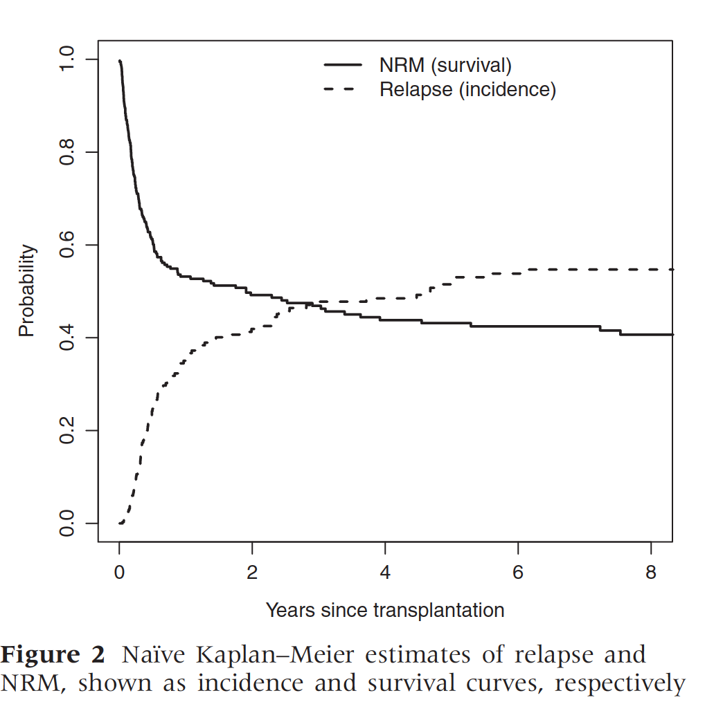 NRM (survival)
Relapse (incidence)
Probability
1.0
0.8
0.6
0.4
0.2
0.0
0 2 4 6 8
Years since transplantation
Figure 2 Naïve Kaplan–Meier estimates of relapse and
NRM, shown as incidence and survival curves, respectively